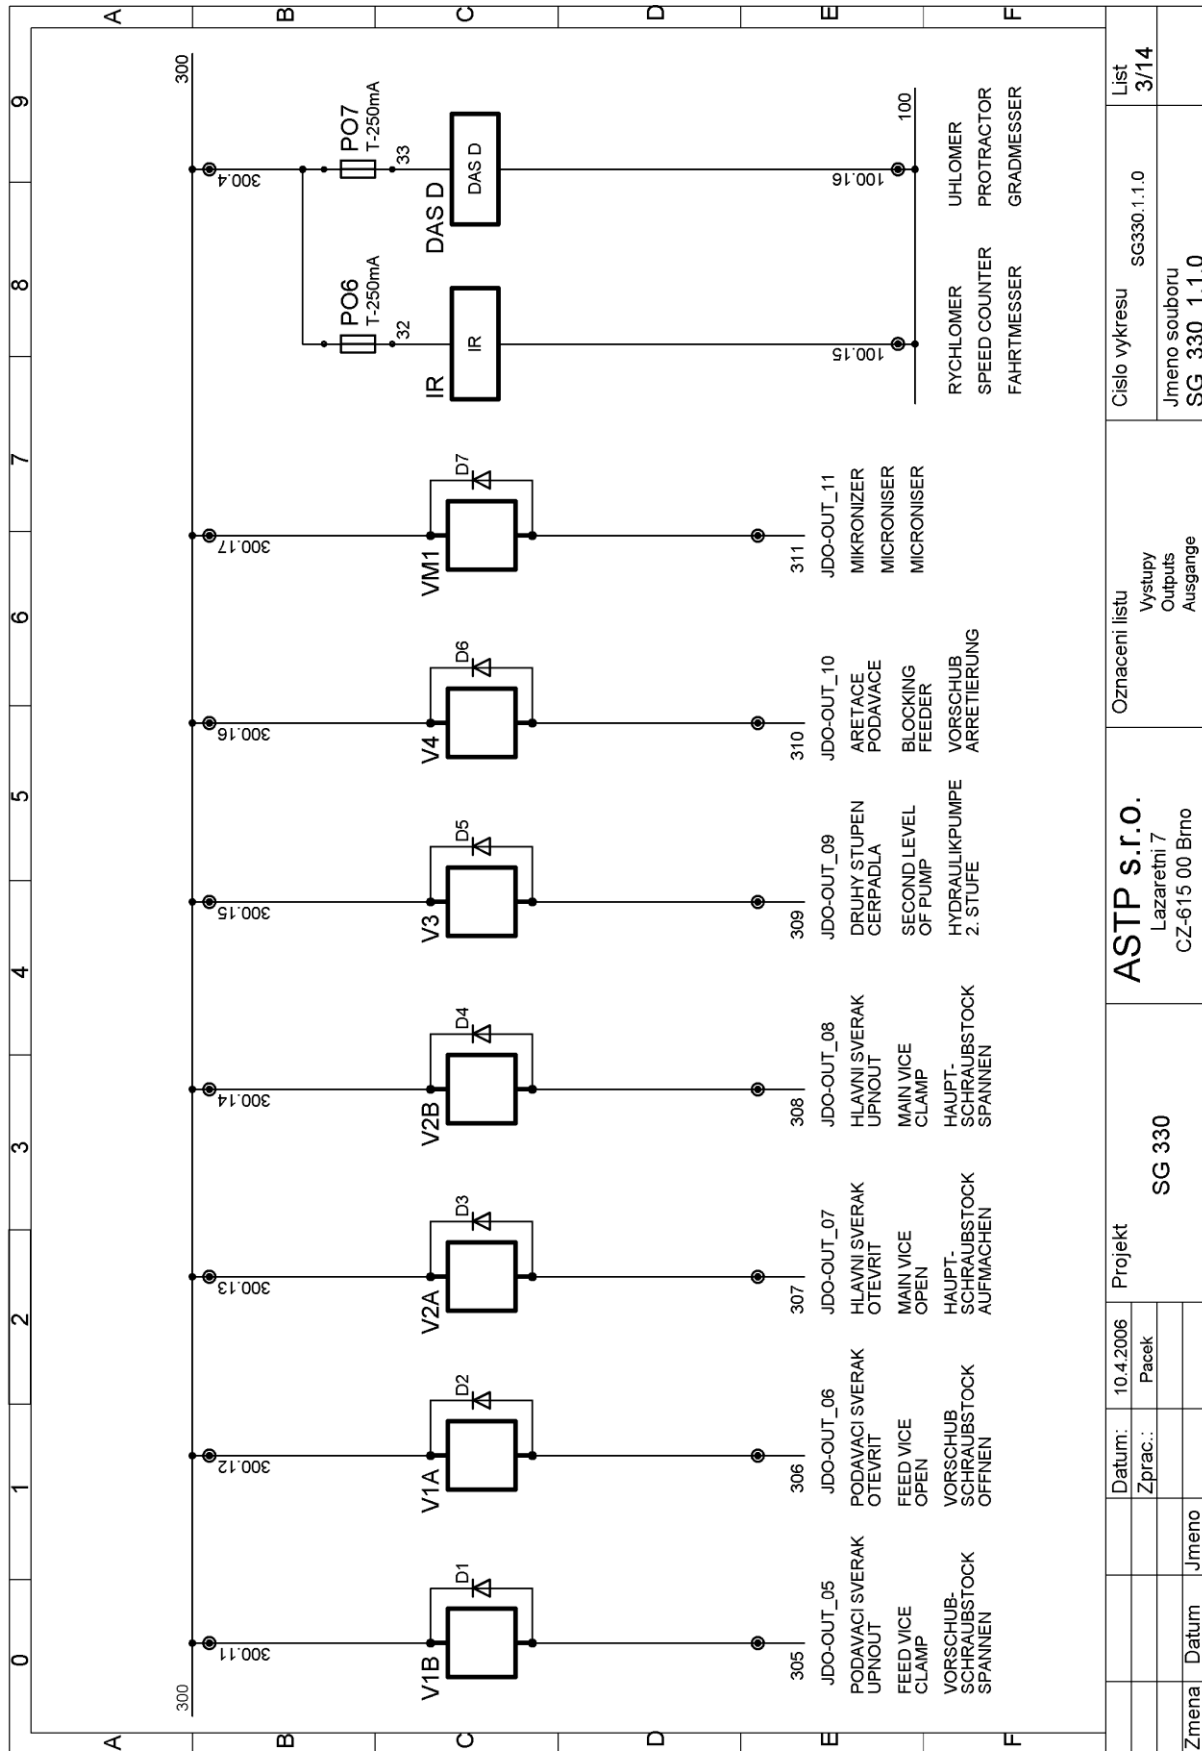 0 1 2 3 4 5 6 7 8 9
A A
B B
C C
D D
E E
F F
300 300
300.11 300.12 300.13 300.14 300.15 300.16 300.17 300.4
PO6
T-250mA
32
PO7
T-250mA
33
V1B D1
V1A D2
V2A D3
V2B D4
V3 D5
V4 D6
VM1 D7
IR
IR
DAS D
DAS D
100.15 100.16
100
305
JDO-OUT_05
PODAVACI SVERAK
UPNOUT
FEED VICE
CLAMP
VORSCHUB-
SCHRAUBSTOCK
SPANNEN
306
JDO-OUT_06
PODAVACI SVERAK
OTEVRIT
FEED VICE
OPEN
VORSCHUB
SCHRAUBSTOCK
OFFNEN
307
JDO-OUT_07
HLAVNI SVERAK
OTEVRIT
MAIN VICE
OPEN
HAUPT-
SCHRAUBSTOCK
AUFMACHEN
308
JDO-OUT_08
HLAVNI SVERAK
UPNOUT
MAIN VICE
CLAMP
HAUPT-
SCHRAUBSTOCK
SPANNEN
309
JDO-OUT_09
DRUHY STUPEN
CERPADLA
SECOND LEVEL
OF PUMP
HYDRAULIKPUMPE
2. STUFE
310
JDO-OUT_10
ARETACE
PODAVACE
BLOCKING
FEEDER
VORSCHUB
ARRETIERUNG
311
JDO-OUT_11
MIKRONIZER
MICRONISER
MICRONISER
RYCHLOMER
SPEED COUNTER
FAHRTMESSER
UHLOMER
PROTRACTOR
GRADMESSER
Zmena Datum Jmeno
Datum: 10.4.2006
Zprac.: Pacek
Projekt
SG 330
ASTP s.r.o.
Lazaretni 7
CZ-615 00 Brno
Oznaceni listu
Vystupy
Outputs
Ausgange
Cislo vykresu
SG330.1.1.0
Jmeno souboru
SG_330_1.1.0
List
3/14